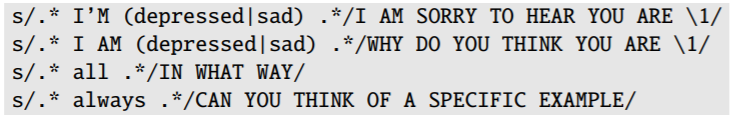 s/.* I’M (depressed|sad) .*/I AM SORRY TO HEAR YOU ARE \1/
s/.* I AM (depressed|sad) .*/WHY DO YOU THINK YOU ARE \1/
s/.* all .*/IN WHAT WAY/
s/.* always .*/CAN YOU THINK OF A SPECIFIC EXAMPLE/